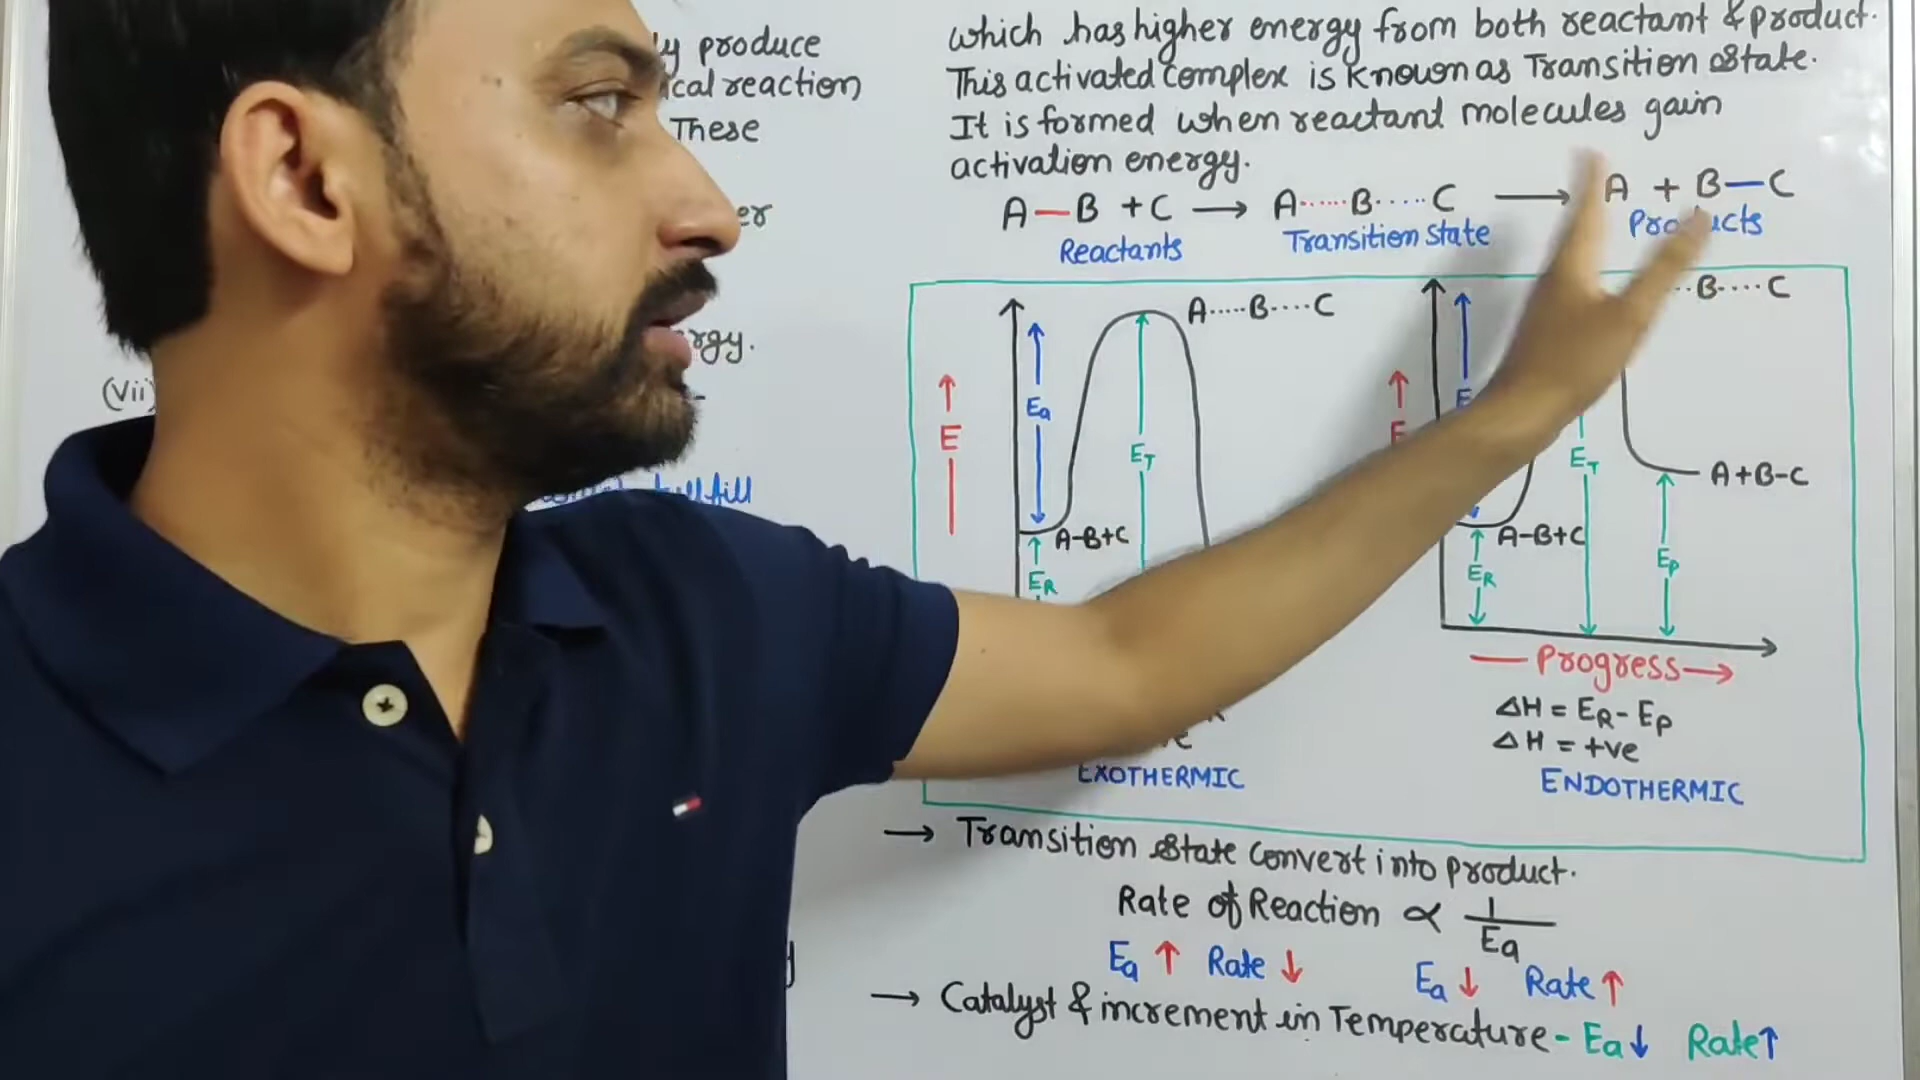 produce
ical reaction
These
er
rgy.
(Vii)
fill
which has higher energy from both reactant & product.
This activated complex is known as Transition state.
It is formed when reactant molecules gain
activation energy.
A—B + C → A······B·····C → A + B—C
Reactants Transition State Products
A·····B····C
E
Ea
ET
A-B+C
ER
EXOTHERMIC
··B····C
E
E
ET
A+B-C
A-B+C
ER
EP
— Progress→
ΔH = ER - EP
ΔH = +ve
ENDOTHERMIC
→ Transition state convert into product.
Rate of Reaction ∝ 1/Ea
Ea ↑ Rate ↓ Ea ↓ Rate ↑
→ Catalyst & increment in Temperature - Ea↓ Rate↑